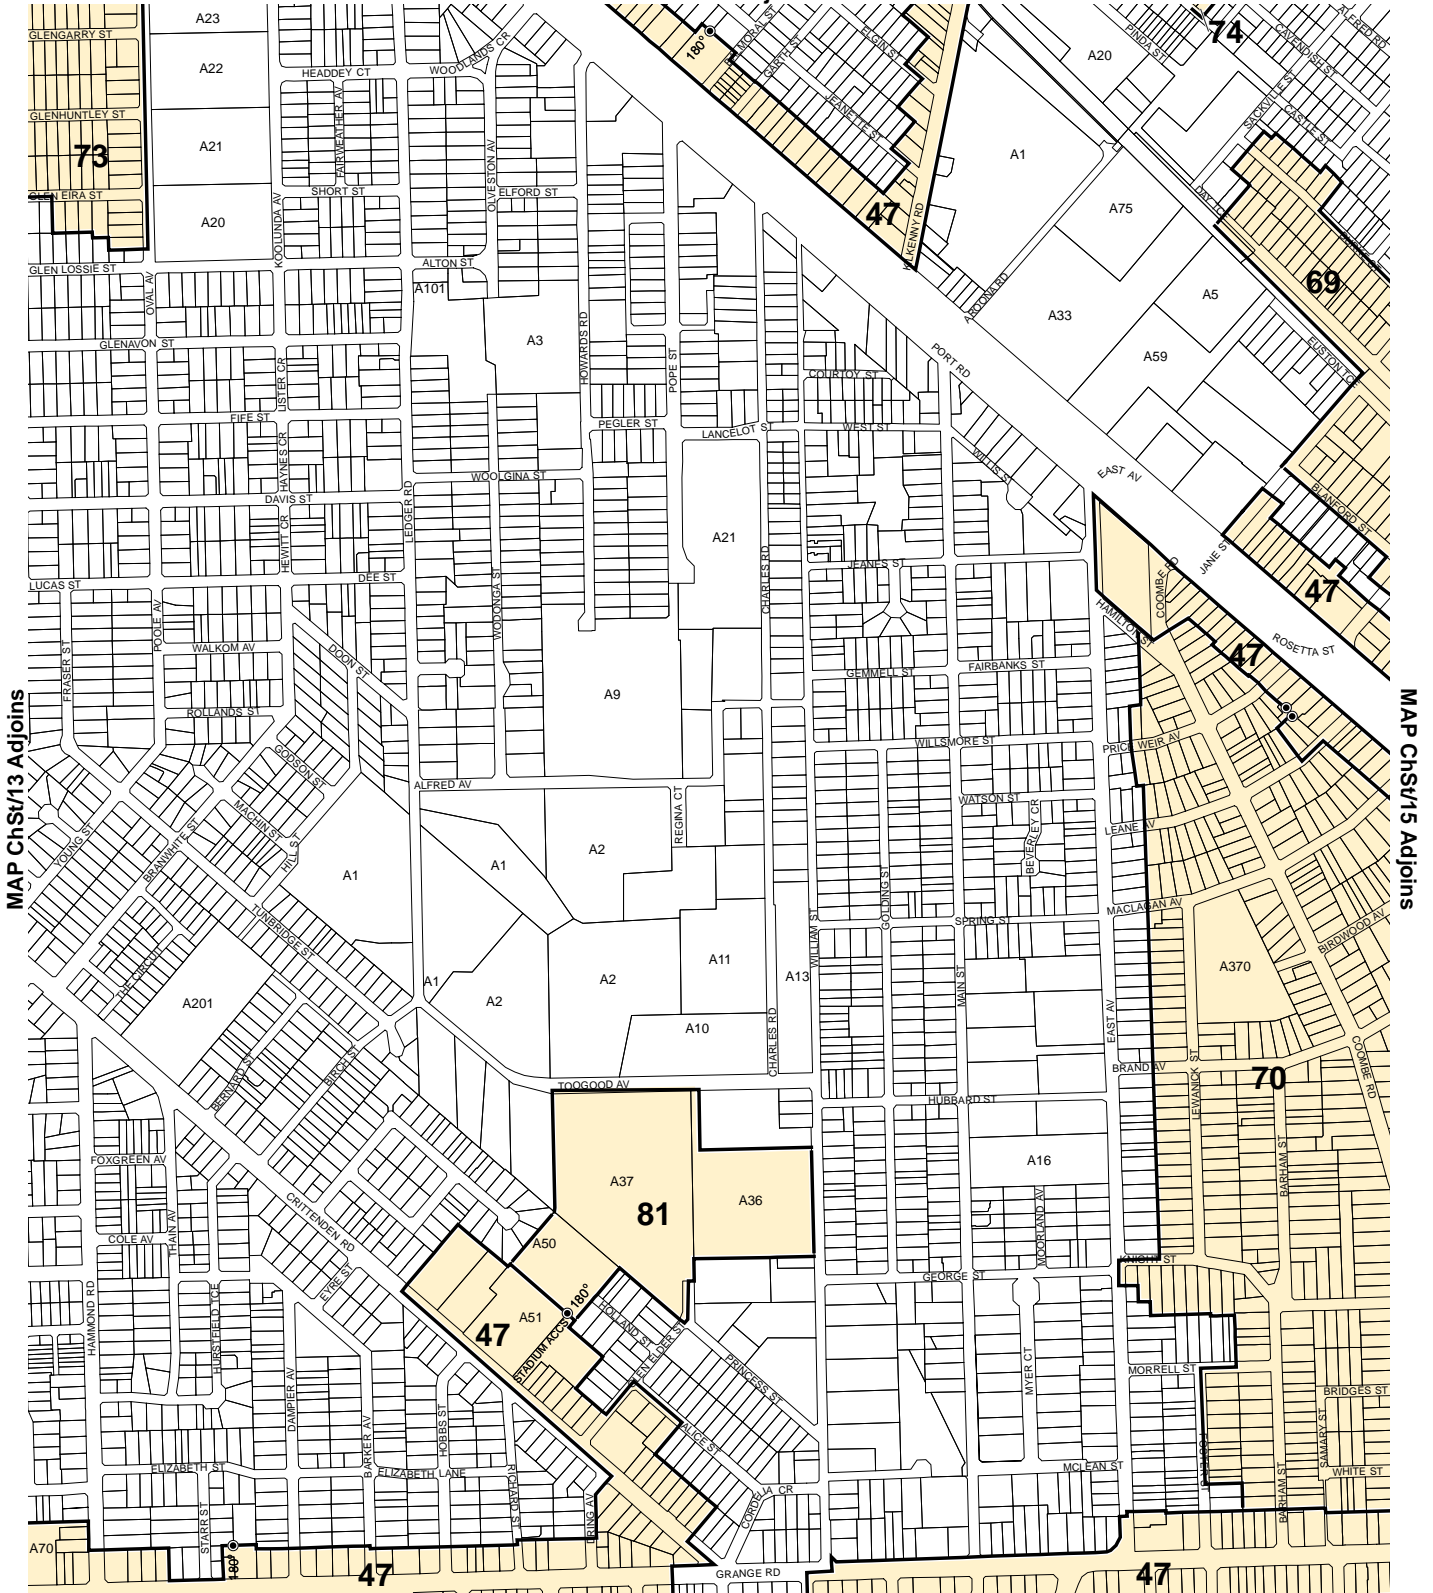 A23
GLENGARRY ST
A22
HEADDEY CT
WOODLANDS CR
180°
BALMORAL ST
GARTH ST
ELGIN ST
JEANETTE ST
A20
PINDA ST
74
CAVENDISH ST
ALFRED RD
SACKVILLE ST
CASTLE ST
GLENHUNTLEY ST
73
A21
FAIRWEATHER AV
OLVESTON AV
A1
GLEN EIRA ST
SHORT ST
ELFORD ST
A20
KOOLUNDA AV
47
KILKENNY RD
A75
DAY TCE
GLEN LOSSIE ST
ALTON ST
OVAL AV
A101
AROONA RD
A5
69
GLENAVON ST
A3
HOWARDS RD
A33
PORT RD
A59
EUSTON TCE
LISTER CR
POPE ST
COURTOY ST
FIFE ST
PEGLER ST
LANCELOT ST
WEST ST
HAYNES CR
WILLIS ST
EAST AV
WOOLGINA ST
BLANFORD ST
DAVIS ST
LEDGER RD
HEWITT CR
A21
CHARLES RD
JEANES ST
JANE ST
COOMBE RD
47
LUCAS ST
DEE ST
WODONGA ST
HAMILTON ST
POOLE AV
FRASER ST
WALKOM AV
DOON ST
ROSETTA ST
47
GEMMELL ST
FAIRBANKS ST
A9
MAP ChSt/13 Adjoins
MAP ChSt/15 Adjoins
ROLLANDS ST
GODSON ST
WILLSMORE ST
PRICE WEIR AV
ALFRED AV
WATSON ST
REGINA CT
MACHIN ST
HILL ST
YOUNG ST
BRANWHITE ST
BEVERLEY CR
LEANE AV
A1
A1
A2
GOLDING ST
TUNBRIDGE ST
WILLIAM ST
SPRING ST
MACLAGAN AV
BIRDWOOD AV
THE CIRCUIT
A201
A1
A2
A2
A11
A13
MAIN ST
A370
A10
CHARLES RD
EAST AV
COOMBE RD
BERNARD ST
BIRCH ST
TOOGOOD AV
BRAND AV
LEWANICK ST
70
HUBBARD ST
FOXGREEN AV
A37
A36
81
A16
BARHAM ST
MOORLAND AV
CRITTENDEN RD
THAIN AV
COLE AV
A50
KNIGHT ST
GEORGE ST
EYRE ST
HAMMOND RD
HURSTFIELD TCE
180°
A51
47
STADIUM ACCS
HOLLAND ST
GLEN ELDER ST
PRINCESS ST
MYER CT
MORRELL ST
BRIDGES ST
DAMPIER AV
BARKER AV
HOBBS ST
ALICE ST
SAMARY ST
ELIZABETH ST
ELIZABETH LANE
RICHARD ST
MCLEAN ST
WHITE ST
CORDELIA CR
DRING AV
STARR ST
BARHAM ST
A70
180°
47
GRANGE RD
47